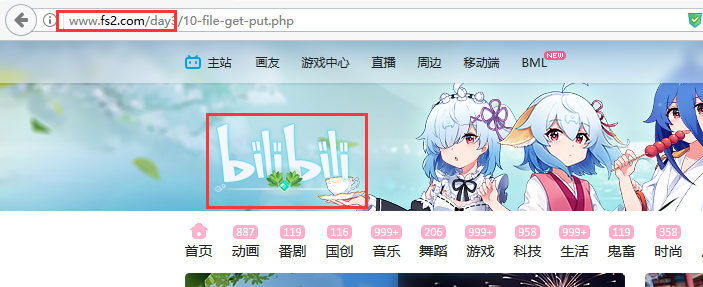 www.fs2.com/day3/10-file-get-put.php
主站 画友 游戏中心 直播 周边 移动端 BML NEW
bilibili
887 119 116 999+ 206 999+ 958 999+ 119 358
首页 动画 番剧 国创 音乐 舞蹈 游戏 科技 生活 鬼畜 时尚